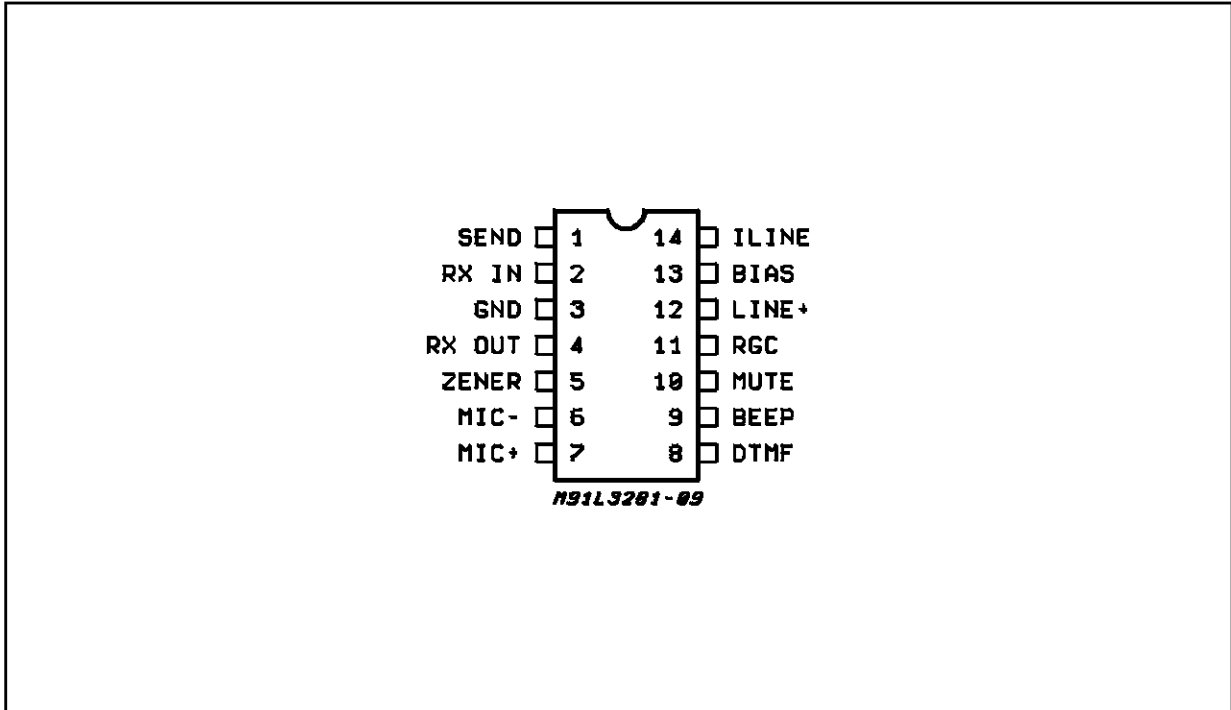 SEND 1 14 ILINE
RX IN 2 13 BIAS
GND 3 12 LINE+
RX OUT 4 11 RGC
ZENER 5 10 MUTE
MIC- 6 9 BEEP
MIC+ 7 8 DTMF
M91L3201-09